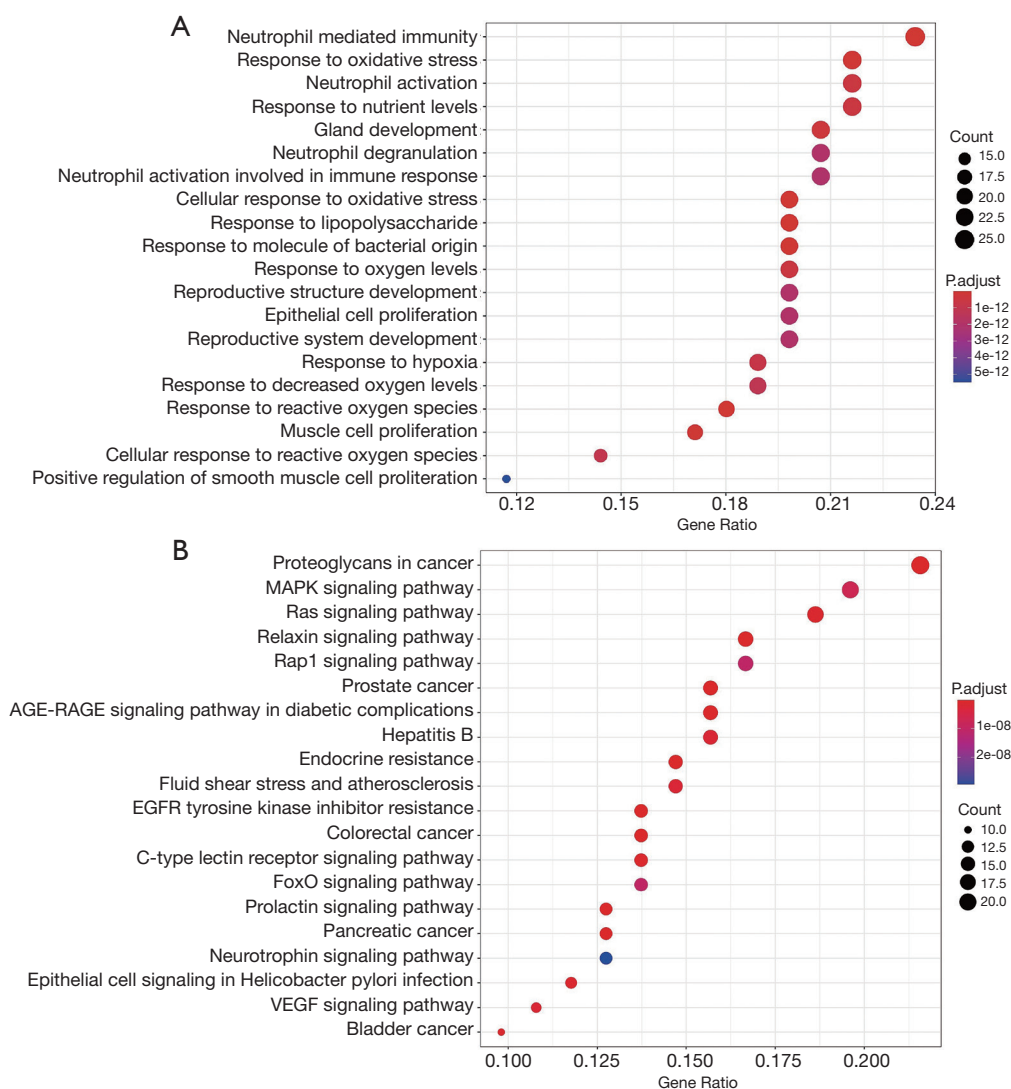 A
Neutrophil mediated immunity
Response to oxidative stress
Neutrophil activation
Response to nutrient levels
Gland development
Neutrophil degranulation
Neutrophil activation involved in immune response
Cellular response to oxidative stress
Response to lipopolysaccharide
Response to molecule of bacterial origin
Response to oxygen levels
Reproductive structure development
Epithelial cell proliferation
Reproductive system development
Response to hypoxia
Response to decreased oxygen levels
Response to reactive oxygen species
Muscle cell proliferation
Cellular response to reactive oxygen species
Positive regulation of smooth muscle cell proliteration
0.12 0.15 0.18 0.21 0.24
Gene Ratio
Count
15.0
17.5
20.0
22.5
25.0
P.adjust
1e-12
2e-12
3e-12
4e-12
5e-12
B
Proteoglycans in cancer
MAPK signaling pathway
Ras signaling pathway
Relaxin signaling pathway
Rap1 signaling pathway
Prostate cancer
AGE-RAGE signaling pathway in diabetic complications
Hepatitis B
Endocrine resistance
Fluid shear stress and atherosclerosis
EGFR tyrosine kinase inhibitor resistance
Colorectal cancer
C-type lectin receptor signaling pathway
FoxO signaling pathway
Prolactin signaling pathway
Pancreatic cancer
Neurotrophin signaling pathway
Epithelial cell signaling in Helicobacter pylori infection
VEGF signaling pathway
Bladder cancer
0.100 0.125 0.150 0.175 0.200
Gene Ratio
P.adjust
1e-08
2e-08
Count
10.0
12.5
15.0
17.5
20.0